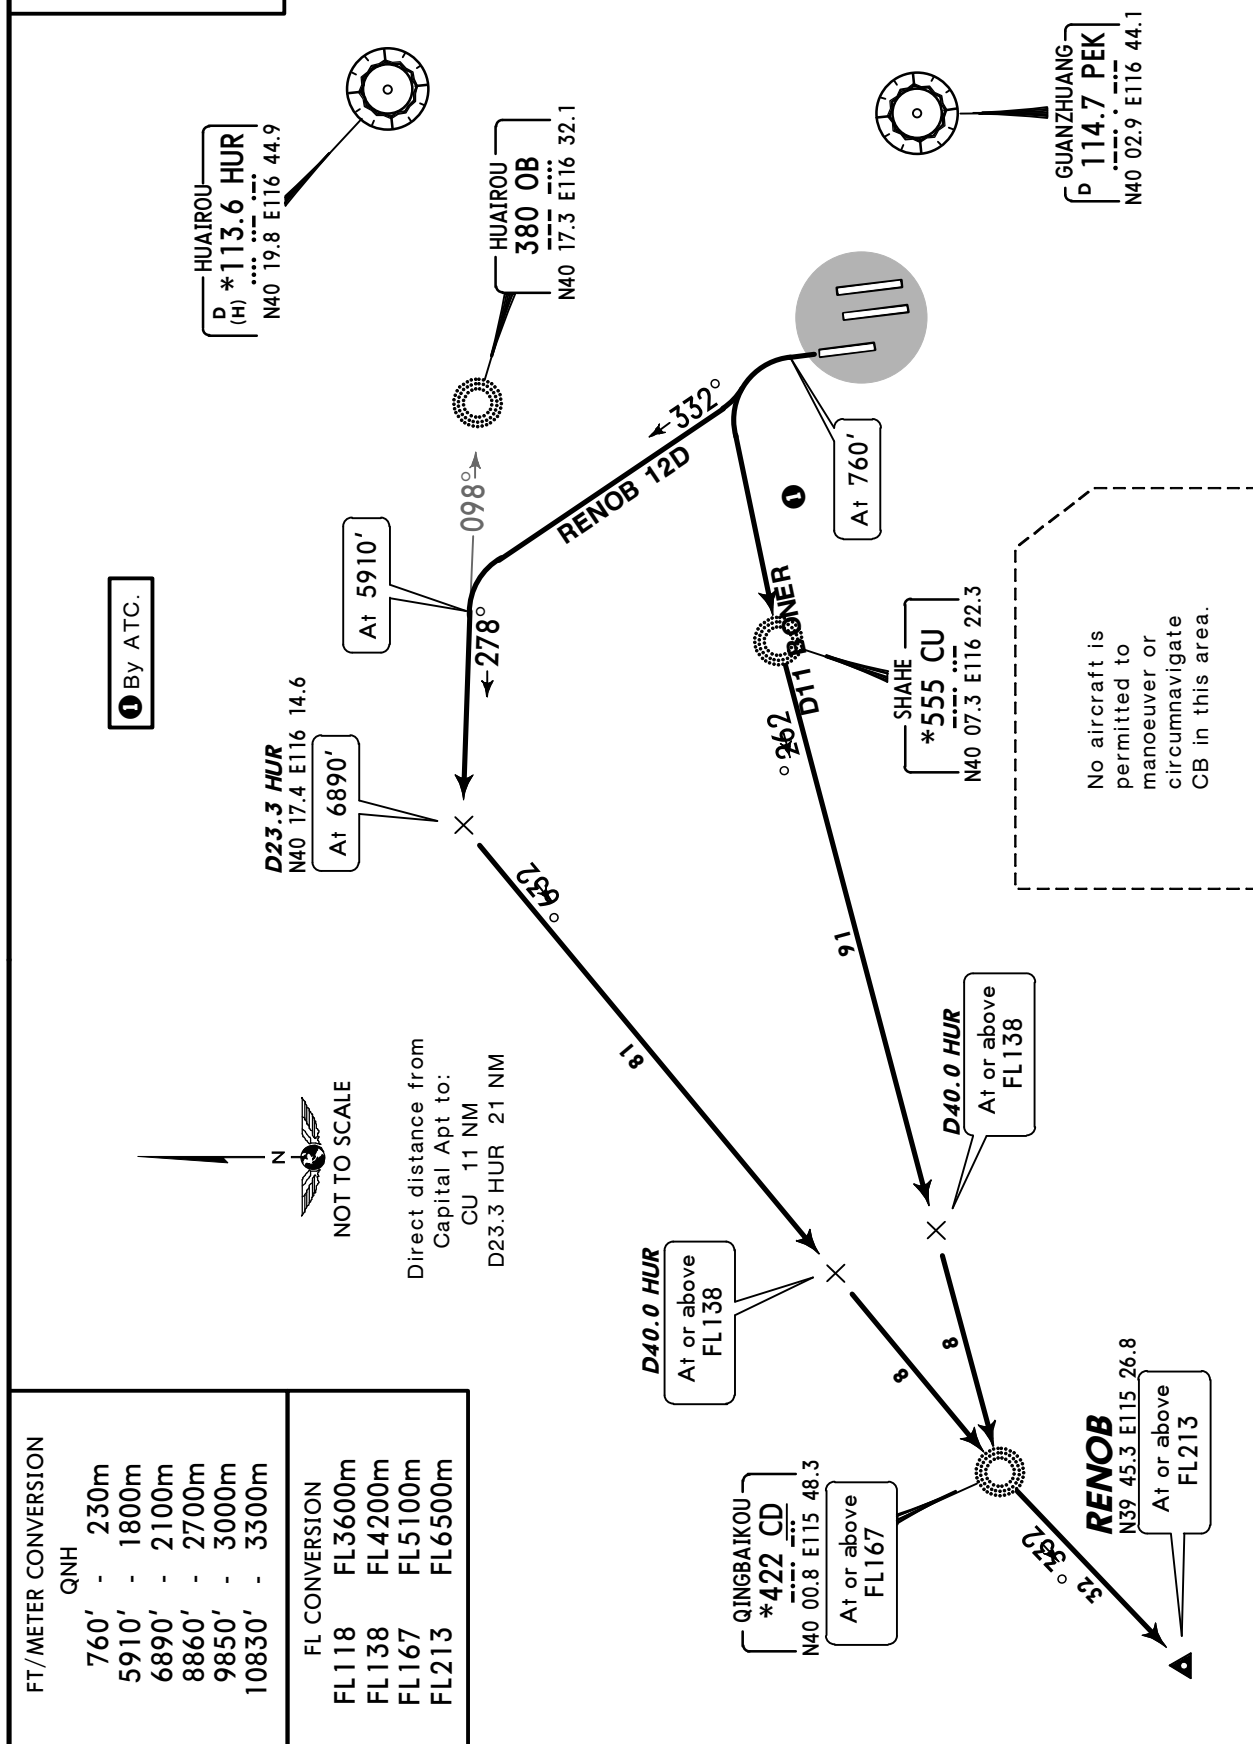 FT/METER CONVERSION
QNH
760' - 230m
5910' - 1800m
6890' - 2100m
8860' - 2700m
9850' - 3000m
10830' - 3300m
FL CONVERSION
FL118 FL3600m
FL138 FL4200m
FL167 FL5100m
FL213 FL6500m
N
NOT TO SCALE
Direct distance from
Capital Apt to:
CU 11 NM
D23.3 HUR 21 NM
1 By ATC.
HUAIROU
D
(H) *113.6 HUR
N40 19.8 E116 44.9
HUAIROU
380 OB
N40 17.3 E116 32.1
D23.3 HUR
N40 17.4 E116 14.6
At 6890'
At 5910'
098°
278°
RENOB 12D
332°
At 760'
1
GUANZHUANG
D
P 114.7 PEK
N40 02.9 E116 44.1
SHAHE
*555 CU
N40 07.3 E116 22.3
D11
262°
16
18
D40.0 HUR
At or above
FL138
D40.0 HUR
At or above
FL138
8
8
QINGBAIKOU
*422 CD
N40 00.8 E115 48.3
At or above
FL167
32
RENOB
N39 45.3 E115 26.8
At or above
FL213
No aircraft is
permitted to
manoeuver or
circumnavigate
CB in this area.